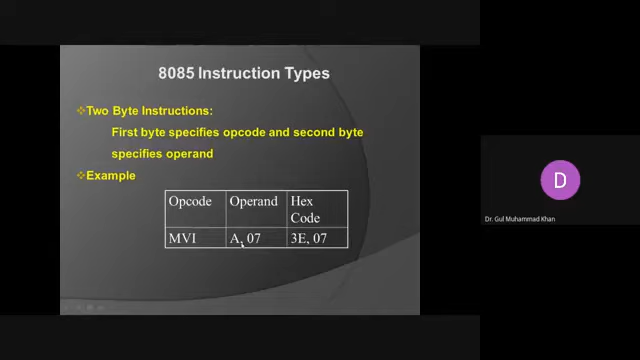 8085 Instruction Types
Two Byte Instructions:
First byte specifies opcode and second byte
specifies operand
Example
Opcode Operand Hex
Code
MVI A, 07 3E, 07
D
Dr. Gul Muhammad Khan